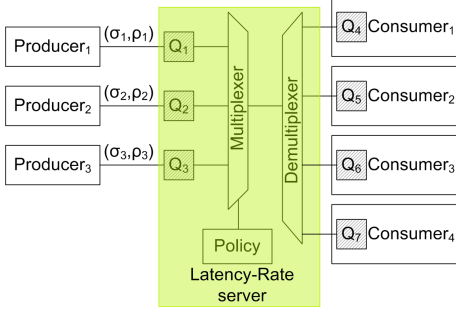 Producer₁ (σ₁,ρ₁) Q₁ Q₄ Consumer₁
Producer₂ (σ₂,ρ₂) Q₂ Multiplexer Demultiplexer Q₅ Consumer₂
Producer₃ (σ₃,ρ₃) Q₃ Q₆ Consumer₃
Policy Q₇ Consumer₄
Latency-Rate
server